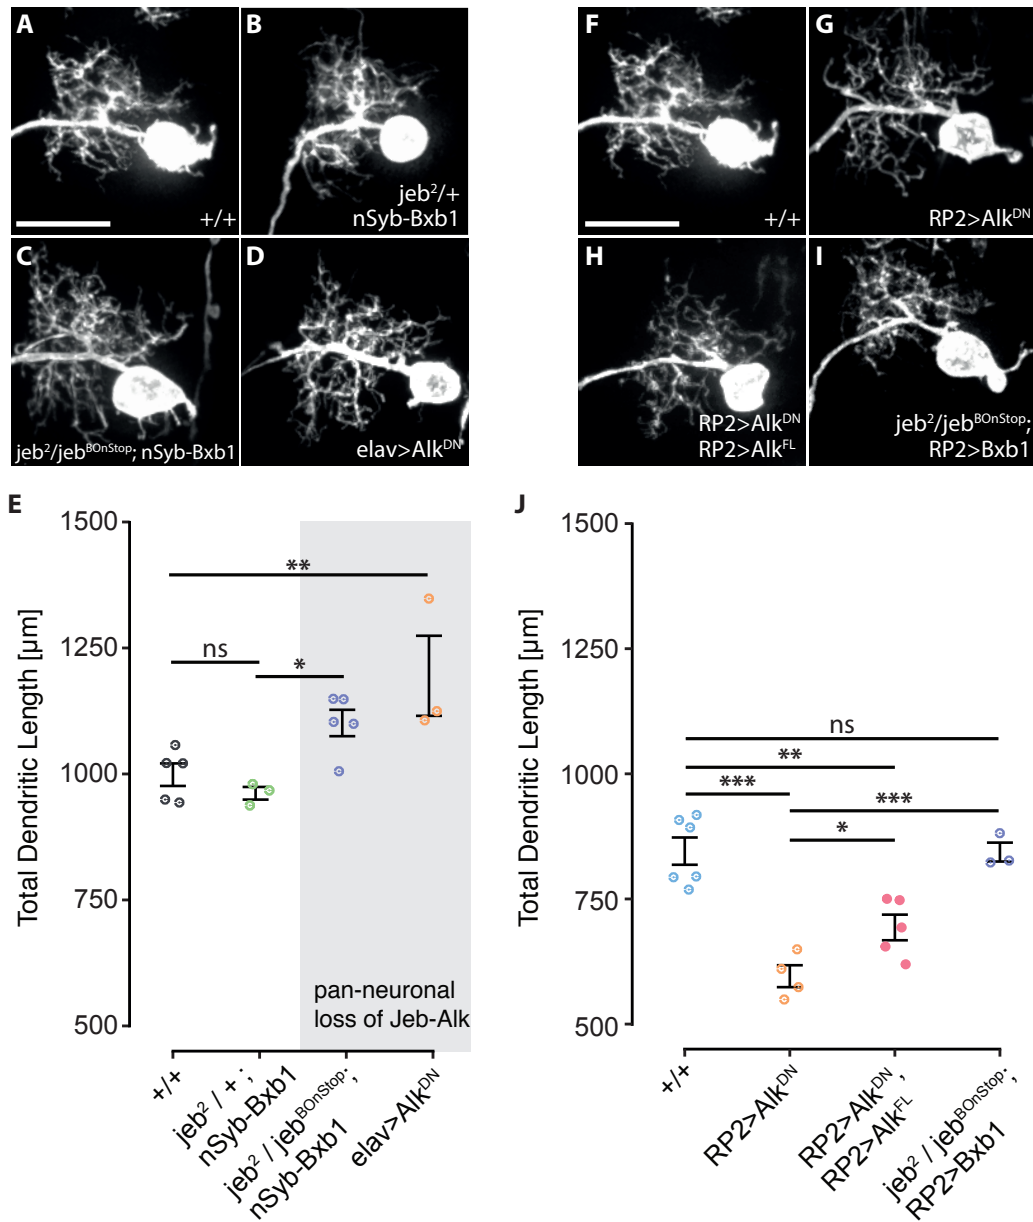 A
B
F
G
+/+
jeb²/+
nSyb-Bxb1
+/+
RP2>Alkᴰᴺ
C
D
H
I
jeb²/jebᴮᴼⁿˢᵗᵒᵖ; nSyb-Bxb1
elav>Alkᴰᴺ
RP2>Alkᴰᴺ
RP2>Alkᶠᴸ
jeb²/jebᴮᴼⁿˢᵗᵒᵖ;
RP2>Bxb1
E
Total Dendritic Length [µm]
1500
1250
1000
750
500
**
ns
*
pan-neuronal
loss of Jeb-Alk
+/+
jeb² / + ;
nSyb-Bxb1
jeb² / jebᴮᴼⁿˢᵗᵒᵖ;
nSyb-Bxb1
elav>Alkᴰᴺ
J
Total Dendritic Length [µm]
1500
1250
1000
750
500
ns
**
***
***
*
+/+
RP2>Alkᴰᴺ
RP2>Alkᴰᴺ;
RP2>Alkᶠᴸ
jeb² / jebᴮᴼⁿˢᵗᵒᵖ;
RP2>Bxb1